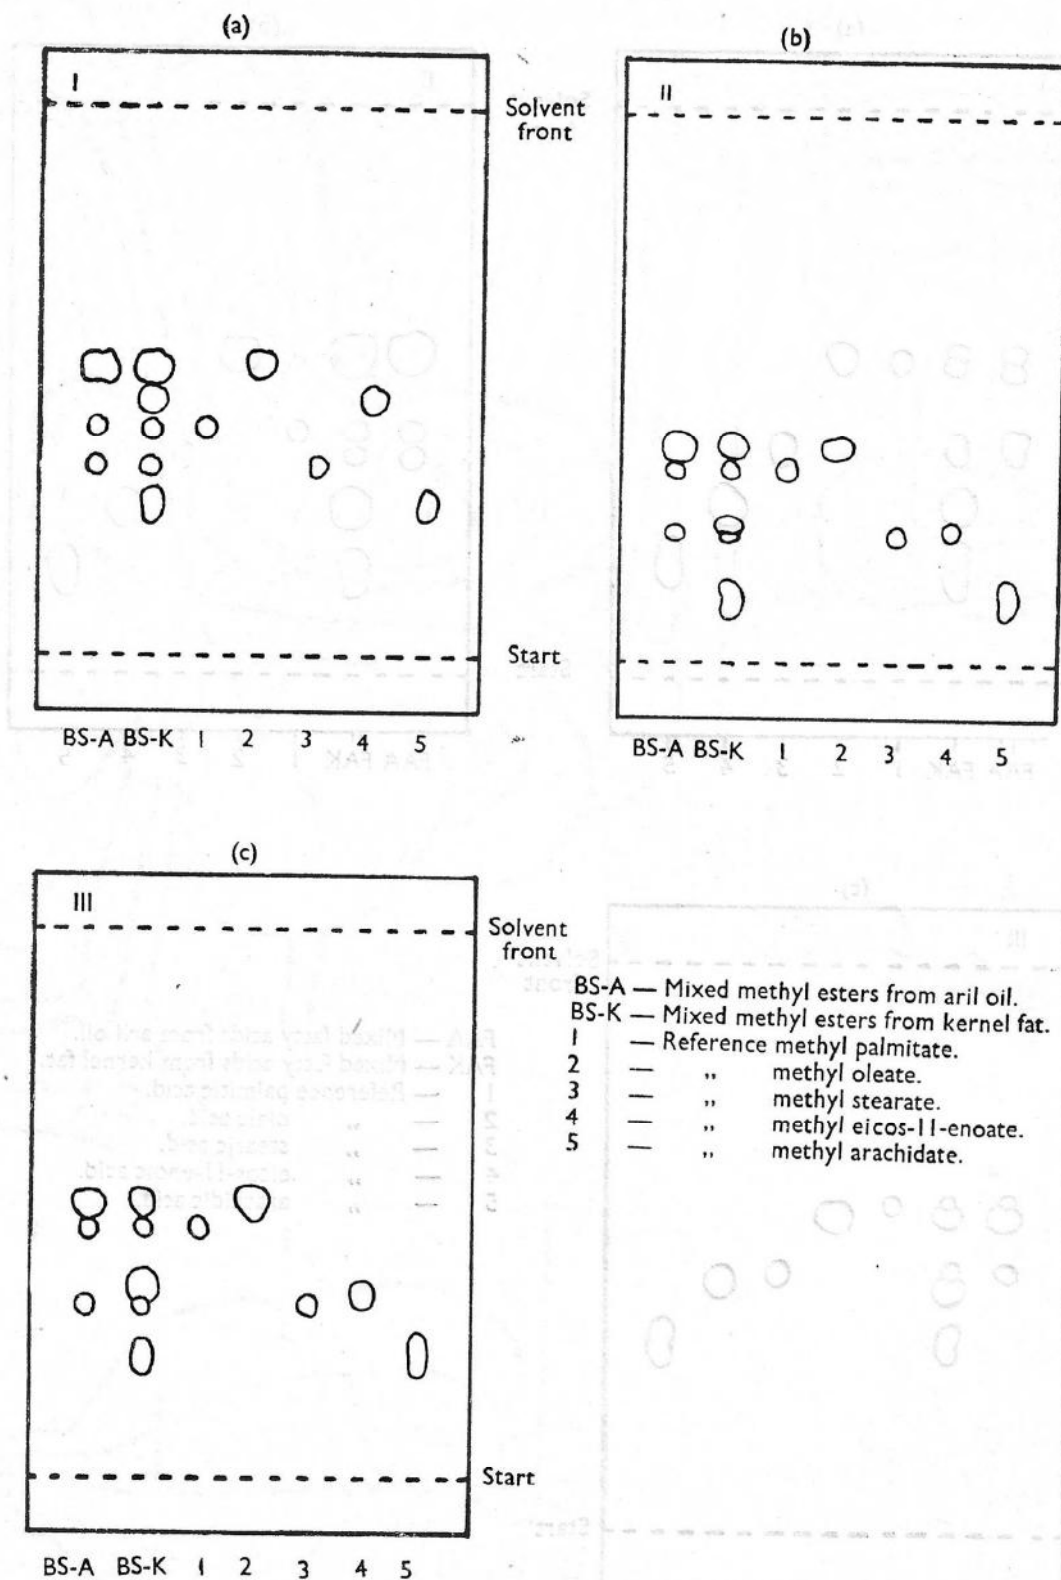 (a)
I
Solvent
front
Start
BS-A BS-K 1 2 3 4 5
(b)
II
BS-A BS-K 1 2 3 4 5
(c)
III
Solvent
front
Start
BS-A BS-K 1 2 3 4 5
BS-A — Mixed methyl esters from aril oil.
BS-K — Mixed methyl esters from kernel fat.
1 — Reference methyl palmitate.
2 — „ methyl oleate.
3 — „ methyl stearate.
4 — „ methyl eicos-11-enoate.
5 — „ methyl arachidate.